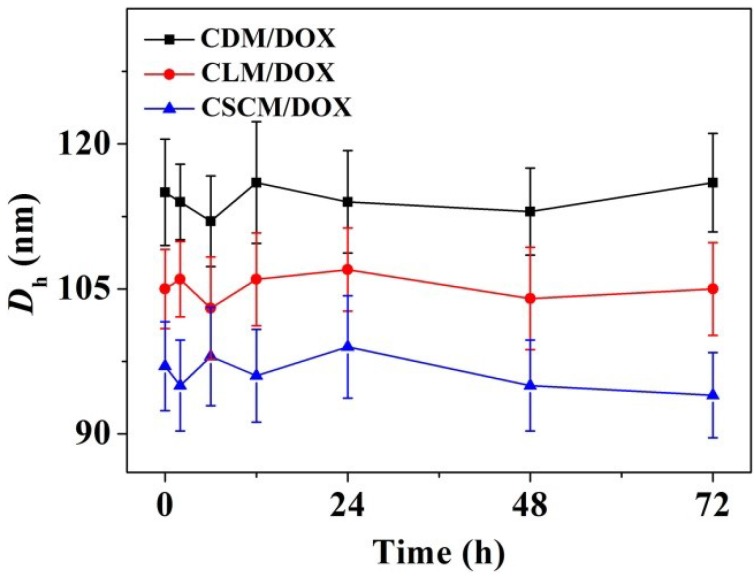 CDM/DOX
CLM/DOX
CSCM/DOX
120
105
90
Dh (nm)
0 24 48 72
Time (h)